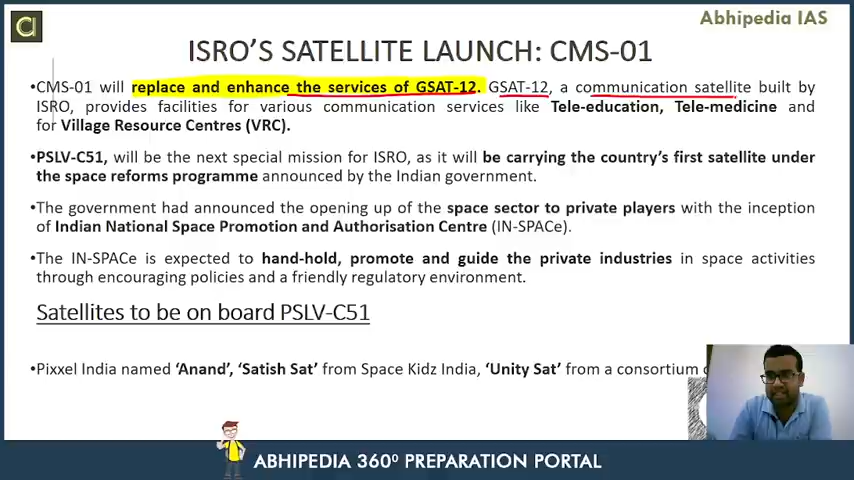 Abhipedia IAS
ISRO'S SATELLITE LAUNCH: CMS-01
•CMS-01 will replace and enhance the services of GSAT-12. GSAT-12, a communication satellite built by
ISRO, provides facilities for various communication services like Tele-education, Tele-medicine and
for Village Resource Centres (VRC).
•PSLV-C51, will be the next special mission for ISRO, as it will be carrying the country's first satellite under
the space reforms programme announced by the Indian government.
•The government had announced the opening up of the space sector to private players with the inception
of Indian National Space Promotion and Authorisation Centre (IN-SPACe).
•The IN-SPACe is expected to hand-hold, promote and guide the private industries in space activities
through encouraging policies and a friendly regulatory environment.
Satellites to be on board PSLV-C51
•Pixxel India named 'Anand', 'Satish Sat' from Space Kidz India, 'Unity Sat' from a consortium
ABHIPEDIA 360° PREPARATION PORTAL